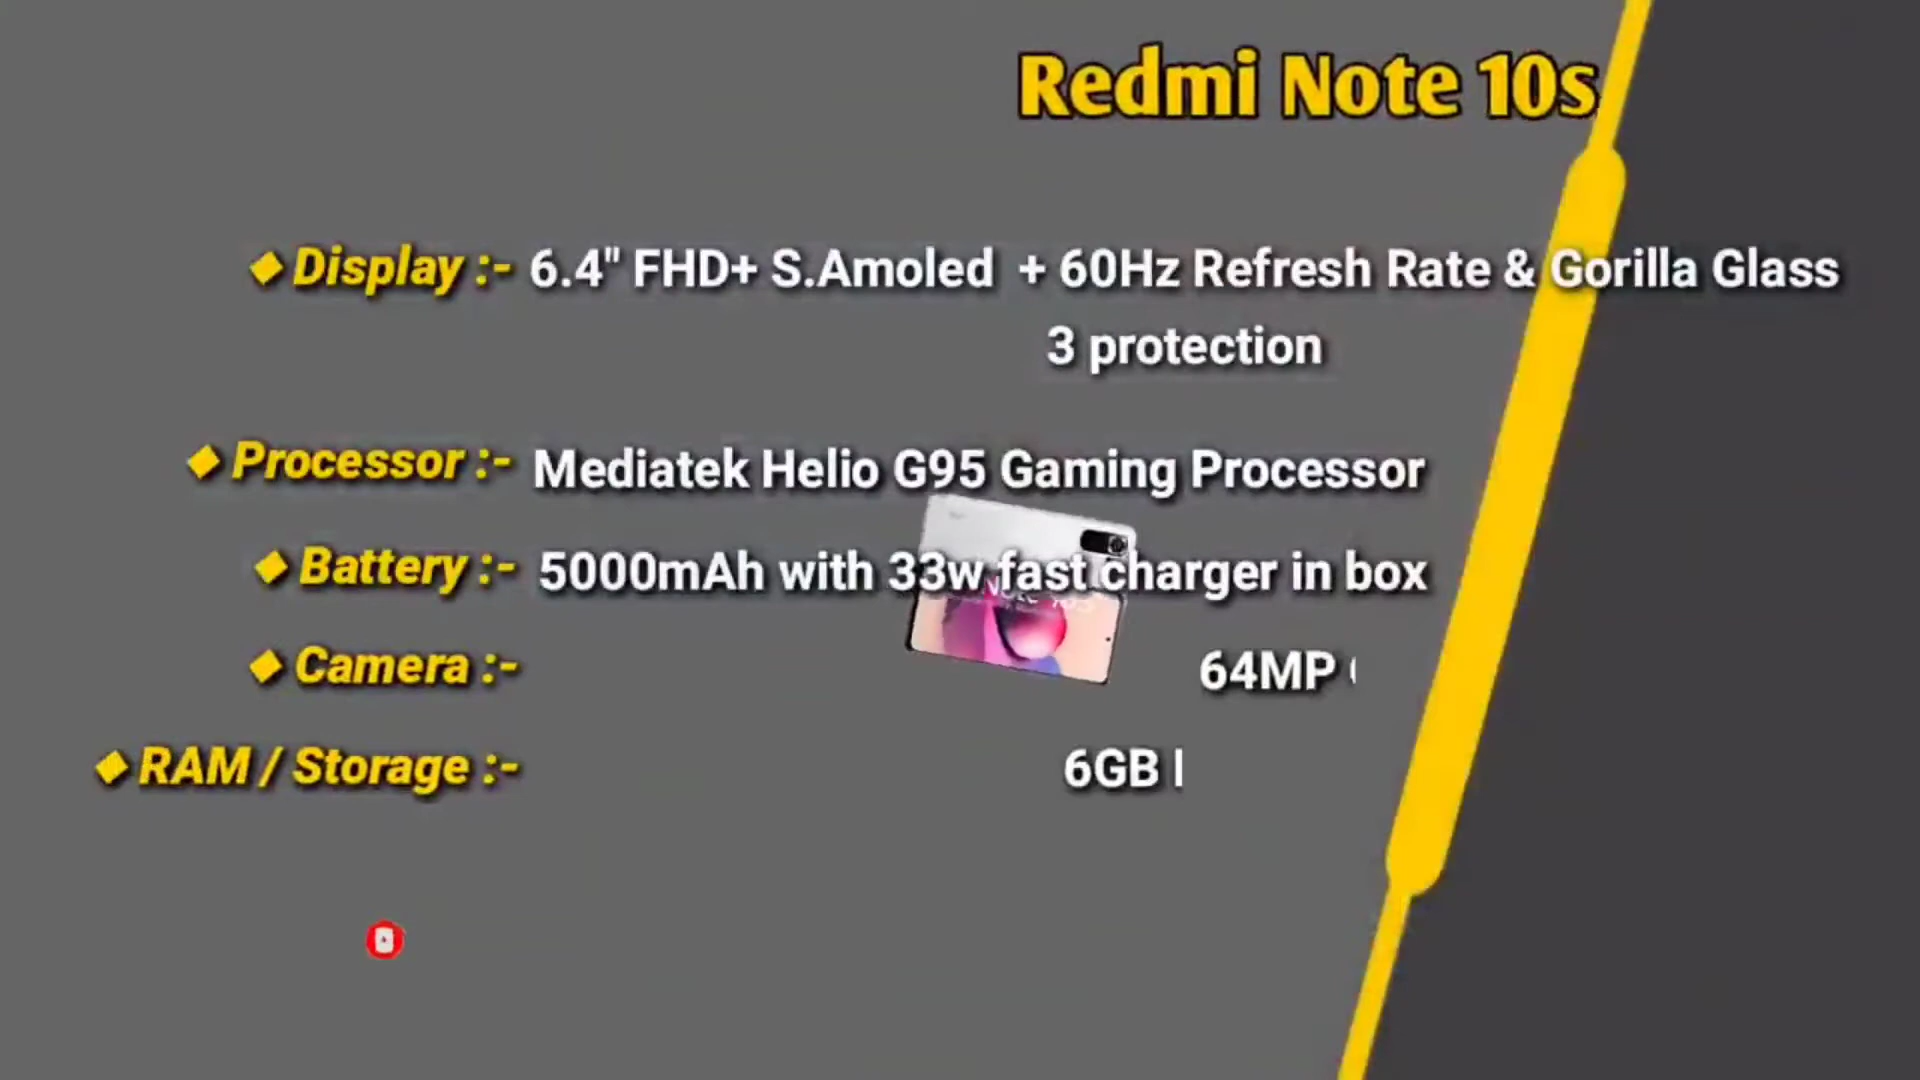 Redmi Note 10s
◆ Display :- 6.4" FHD+ S.Amoled + 60Hz Refresh Rate & Gorilla Glass
3 protection
◆ Processor :- Mediatek Helio G95 Gaming Processor
◆ Battery :- 5000mAh with 33w fast charger in box
◆ Camera :- 64MP
◆ RAM / Storage :- 6GB